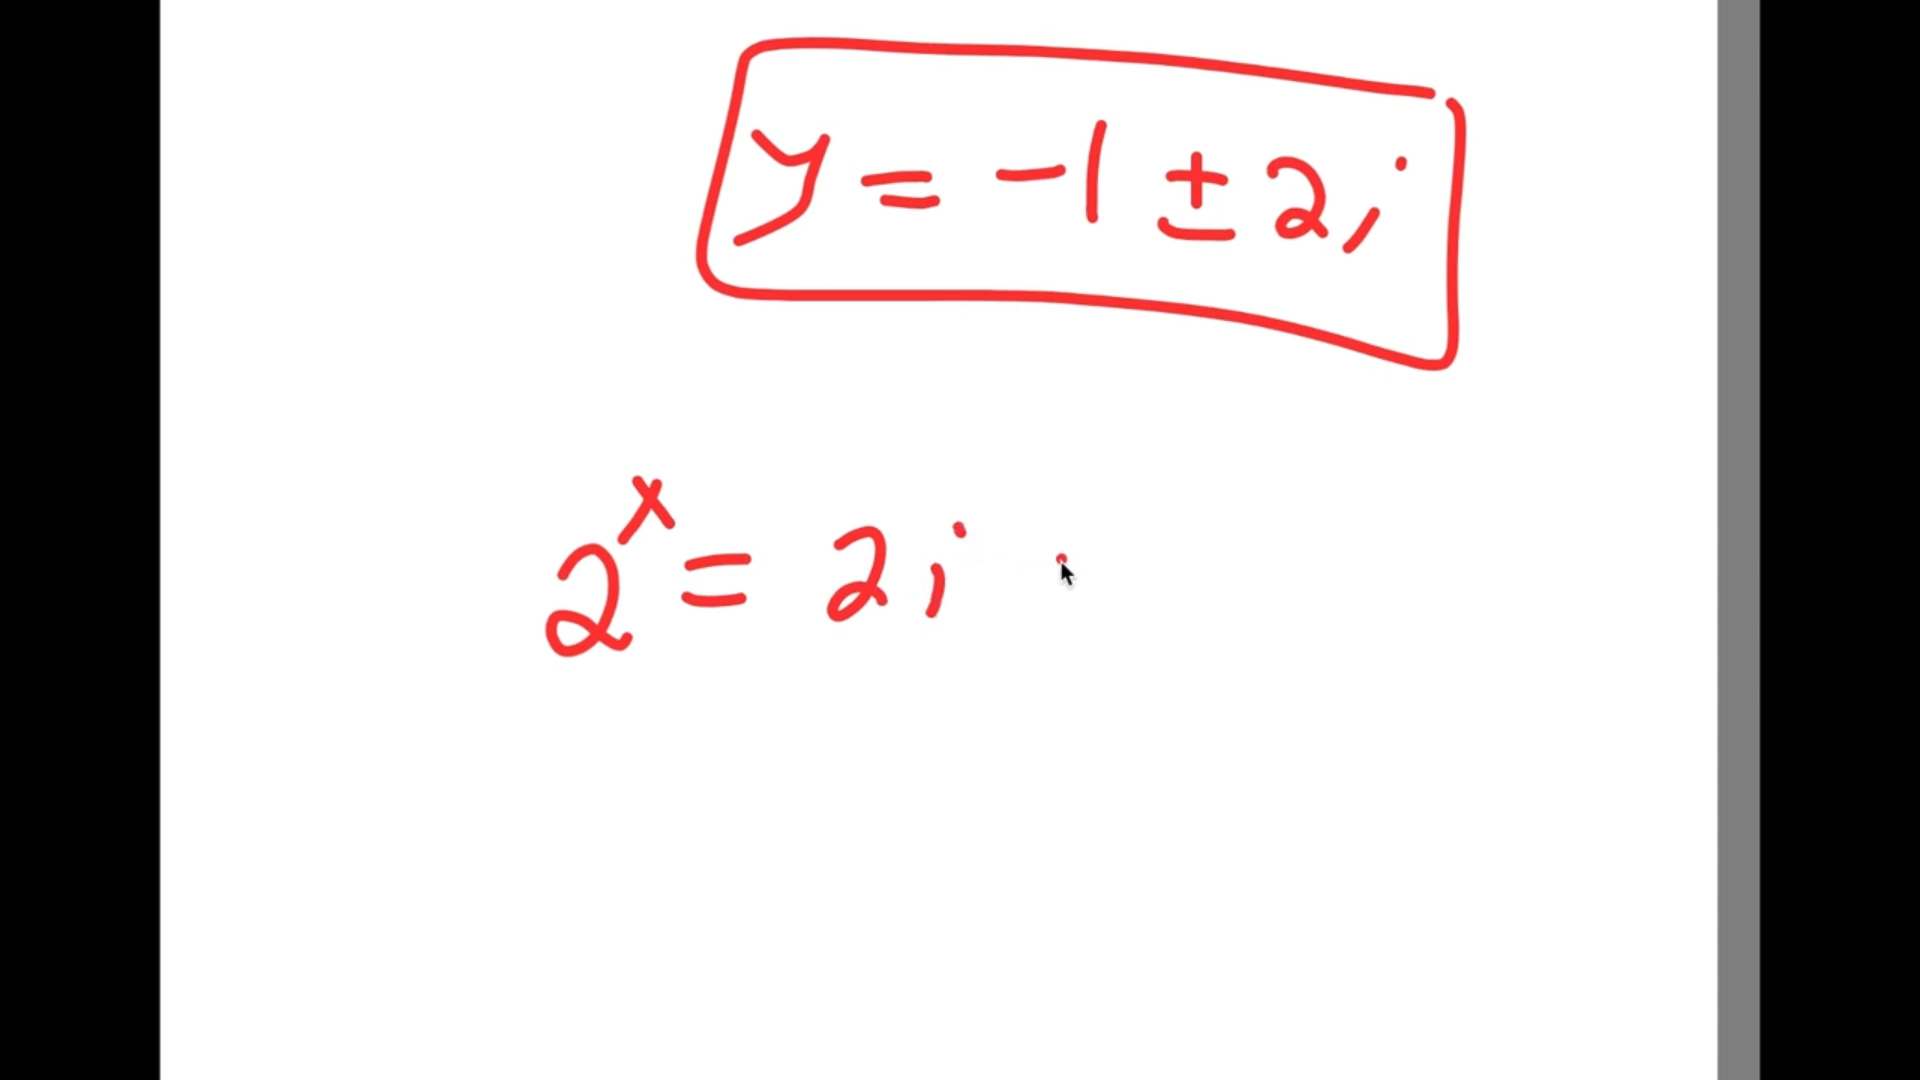 y = -1 ± 2i
2^x = 2i